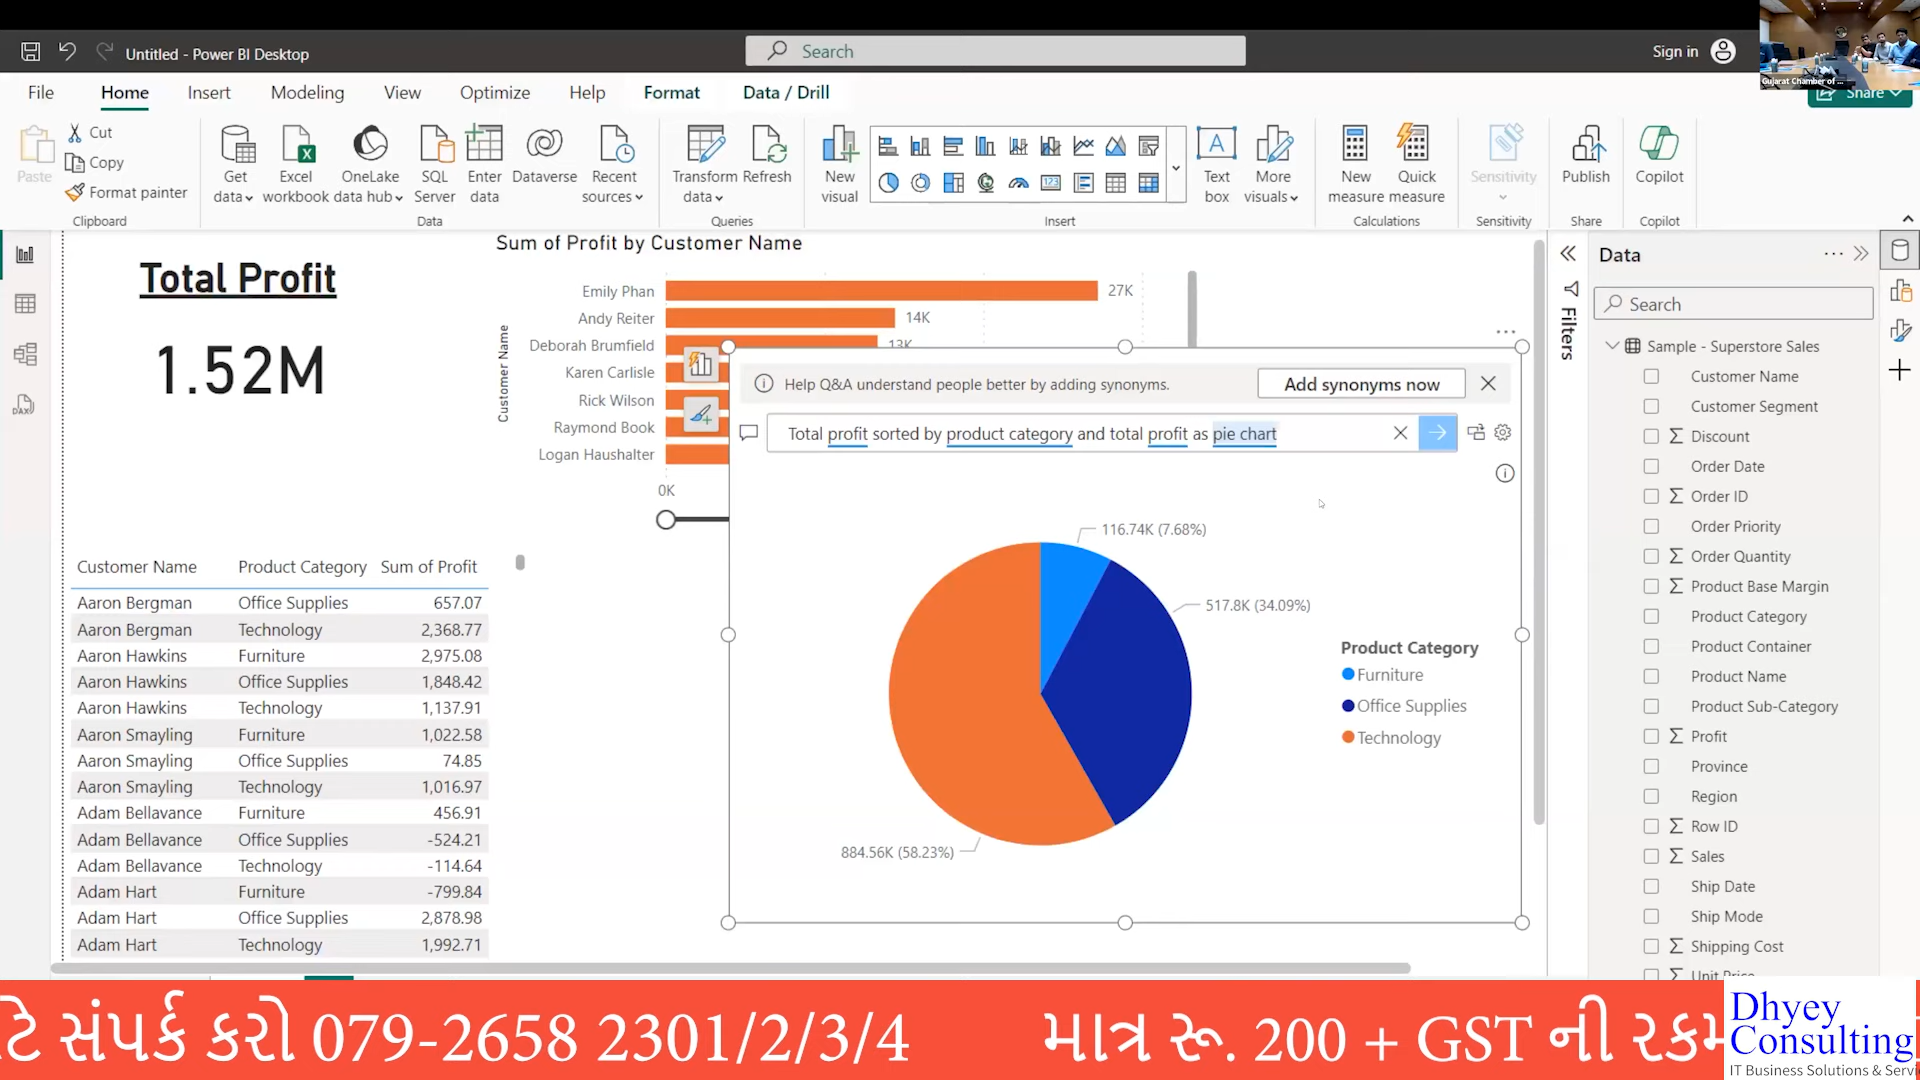 Untitled - Power BI Desktop
Search
Sign in
Gujarat Chamber of ...
File
Home
Insert
Modeling
View
Optimize
Help
Format
Data / Drill
Share
Paste
Cut
Copy
Format painter
Clipboard
Get data
Excel workbook
OneLake data hub
SQL Server
Enter data
Dataverse
Recent sources
Data
Transform data
Refresh
Queries
New visual
Text box
More visuals
Insert
New measure
Quick measure
Calculations
Sensitivity
Sensitivity
Publish
Share
Copilot
Copilot
Total Profit
1.52M
Sum of Profit by Customer Name
Customer Name
Emily Phan 27K
Andy Reiter 14K
Deborah Brumfield 13K
Karen Carlisle
Rick Wilson
Raymond Book
Logan Haushalter
0K
Help Q&A understand people better by adding synonyms.
Add synonyms now
Total profit sorted by product category and total profit as pie chart
116.74K (7.68%)
517.8K (34.09%)
884.56K (58.23%)
Product Category
Furniture
Office Supplies
Technology
Customer Name Product Category Sum of Profit
Aaron Bergman Office Supplies 657.07
Aaron Bergman Technology 2,368.77
Aaron Hawkins Furniture 2,975.08
Aaron Hawkins Office Supplies 1,848.42
Aaron Hawkins Technology 1,137.91
Aaron Smayling Furniture 1,022.58
Aaron Smayling Office Supplies 74.85
Aaron Smayling Technology 1,016.97
Adam Bellavance Furniture 456.91
Adam Bellavance Office Supplies -524.21
Adam Bellavance Technology -114.64
Adam Hart Furniture -799.84
Adam Hart Office Supplies 2,878.98
Adam Hart Technology 1,992.71
Filters
Data
Search
Sample - Superstore Sales
Customer Name
Customer Segment
Discount
Order Date
Order ID
Order Priority
Order Quantity
Product Base Margin
Product Category
Product Container
Product Name
Product Sub-Category
Profit
Province
Region
Row ID
Sales
Ship Date
Ship Mode
Shipping Cost
Unit Price
ટે સંપર્ક કરો 079-2658 2301/2/3/4 માત્ર રૂ. 200 + GST ની રકમ
Dhyey
Consulting
IT Business Solutions & Servi